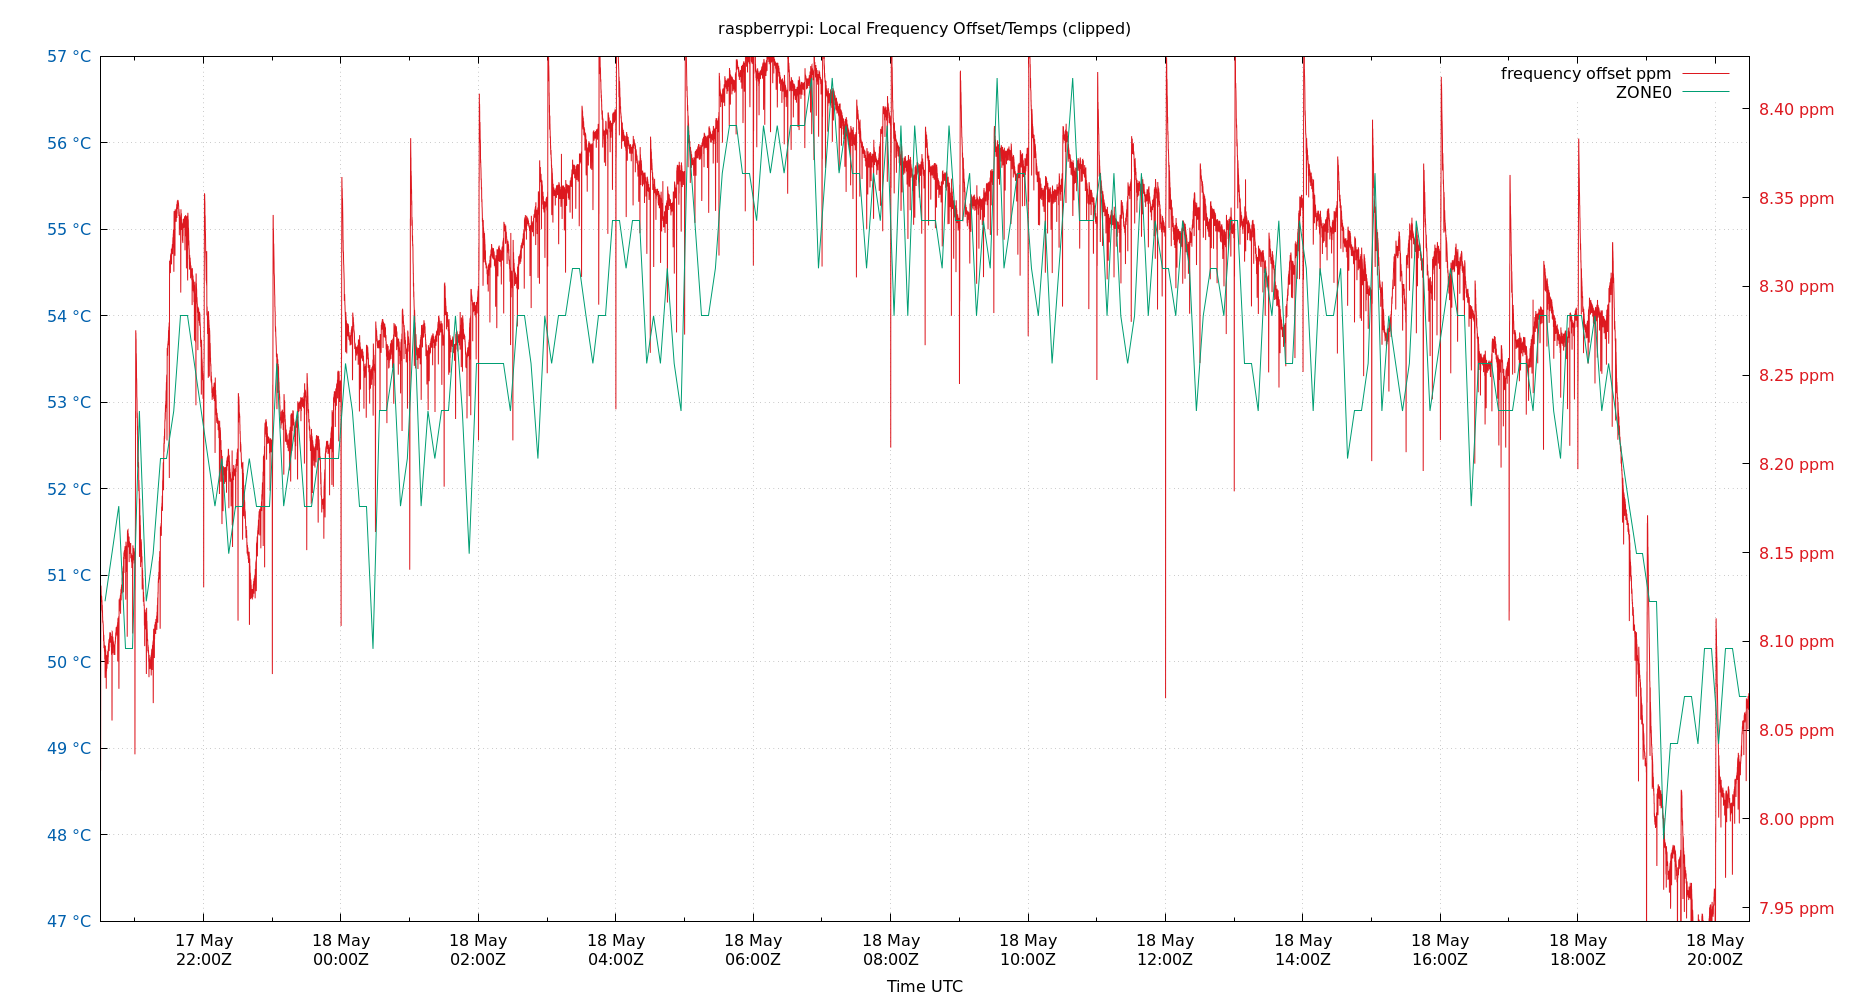 raspberrypi: Local Frequency Offset/Temps (clipped)
frequency offset ppm
ZONE0
57 °C
56 °C
55 °C
54 °C
53 °C
52 °C
51 °C
50 °C
49 °C
48 °C
47 °C
8.40 ppm
8.35 ppm
8.30 ppm
8.25 ppm
8.20 ppm
8.15 ppm
8.10 ppm
8.05 ppm
8.00 ppm
7.95 ppm
17 May 18 May 18 May 18 May 18 May 18 May 18 May 18 May 18 May 18 May 18 May 18 May
22:00Z 00:00Z 02:00Z 04:00Z 06:00Z 08:00Z 10:00Z 12:00Z 14:00Z 16:00Z 18:00Z 20:00Z
Time UTC